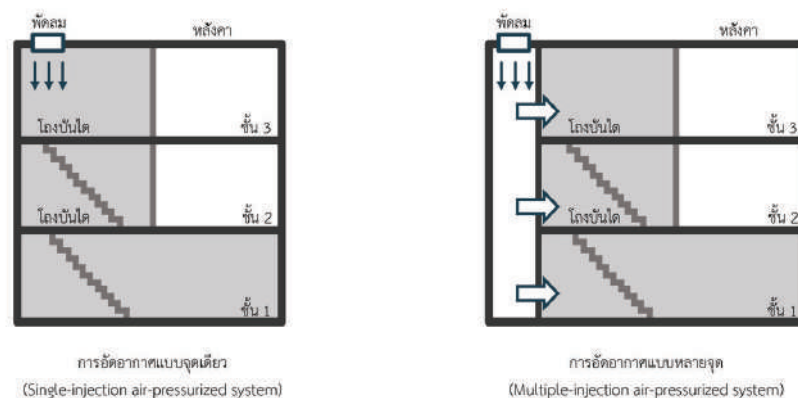 พัดลม
หลังคา
โถงบันได
ชั้น 3
โถงบันได
ชั้น 2
ชั้น 1
การอัดอากาศแบบจุดเดียว
(Single-injection air-pressurized system)
พัดลม
หลังคา
โถงบันได
ชั้น 3
โถงบันได
ชั้น 2
ชั้น 1
การอัดอากาศแบบหลายจุด
(Multiple-injection air-pressurized system)